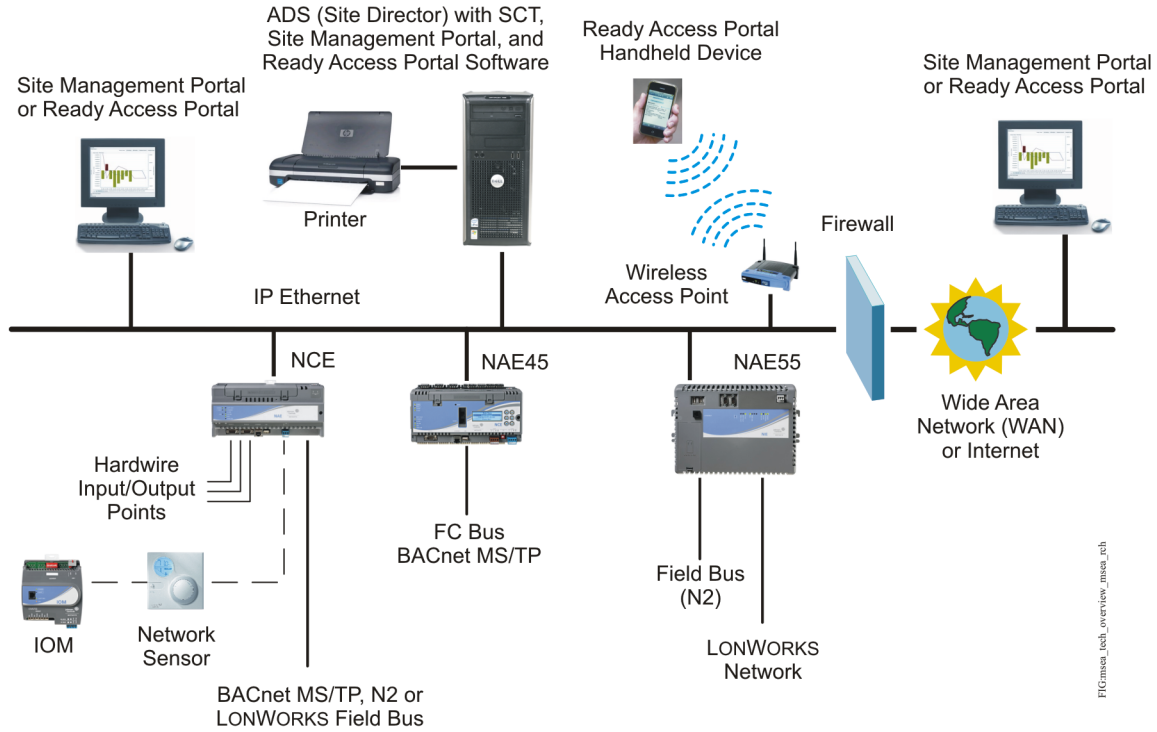 ADS (Site Director) with SCT,
Site Management Portal, and
Ready Access Portal Software
Ready Access Portal
Handheld Device
Site Management Portal
or Ready Access Portal
Site Management Portal
or Ready Access Portal
Printer
Firewall
Wireless
Access Point
IP Ethernet
NCE
NAE45
NAE55
Wide Area
Network (WAN)
or Internet
Hardwire
Input/Output
Points
FC Bus
BACnet MS/TP
Field Bus
(N2)
IOM
IOM
Network
Sensor
LONWORKS
Network
BACnet MS/TP, N2 or
LONWORKS Field Bus
FIG:msea_tech_overview_msea_rch